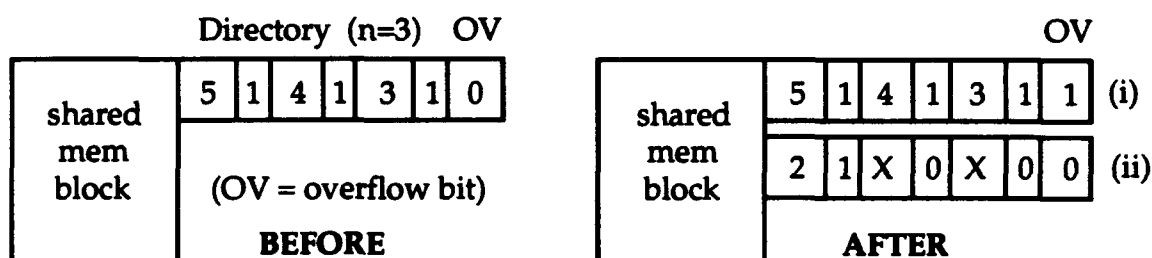 Directory (n=3) OV
5 1 4 1 3 1 0
shared
mem
block
(OV = overflow bit)
BEFORE
OV
5 1 4 1 3 1 1 (i)
shared
mem
block
2 1 X 0 X 0 0 (ii)
AFTER